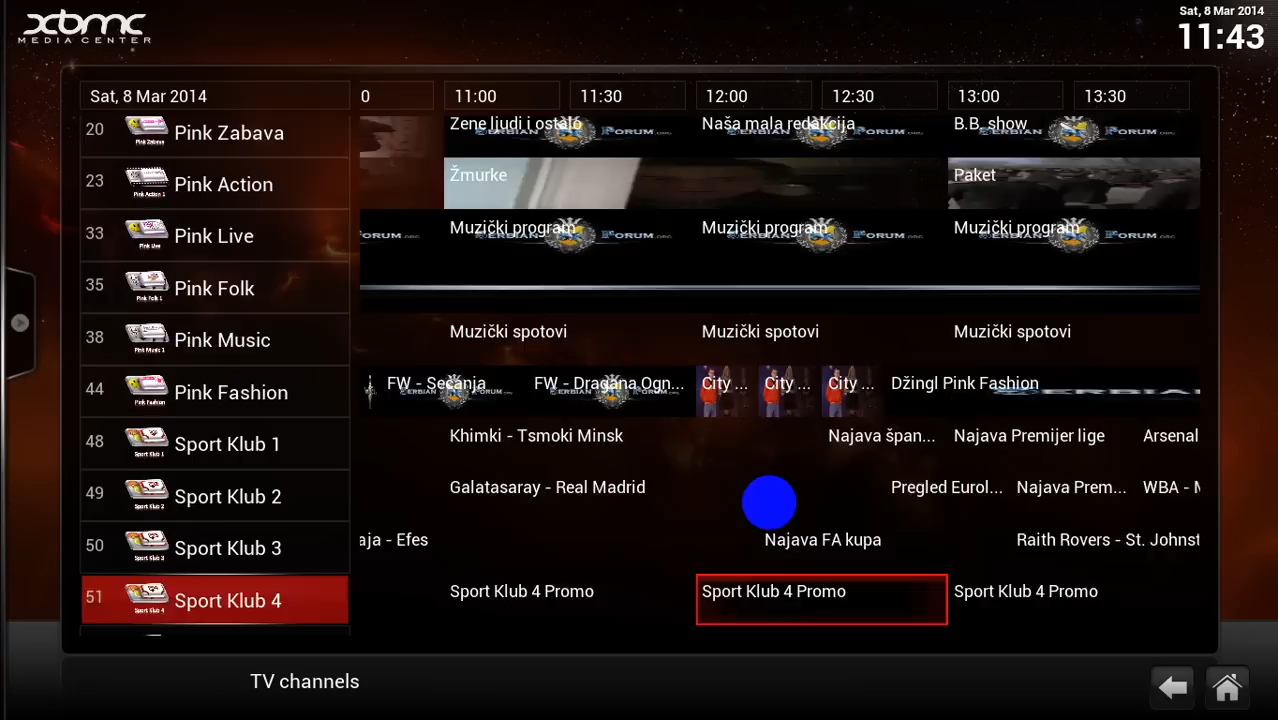 xbmc
MEDIA CENTER
Sat, 8 Mar 2014
11:43
Sat, 8 Mar 2014 0 11:00 11:30 12:00 12:30 13:00 13:30
20 Pink Zabava Zene ljudi i ostalo Naša mala redakcija B.B. show
23 Pink Action Žmurke Paket
33 Pink Live Muzički program Muzički program Muzički program
35 Pink Folk
38 Pink Music Muzički spotovi Muzički spotovi Muzički spotovi
44 Pink Fashion FW - Sećanja FW - Dragana Ogn... City ... City ... City ... Džingl Pink Fashion
48 Sport Klub 1 Khimki - Tsmoki Minsk Najava špan... Najava Premijer lige Arsenal
49 Sport Klub 2 Galatasaray - Real Madrid Pregled Eurol... Najava Prem... WBA - M
50 Sport Klub 3 aja - Efes Najava FA kupa Raith Rovers - St. Johnst
51 Sport Klub 4 Sport Klub 4 Promo Sport Klub 4 Promo Sport Klub 4 Promo
TV channels